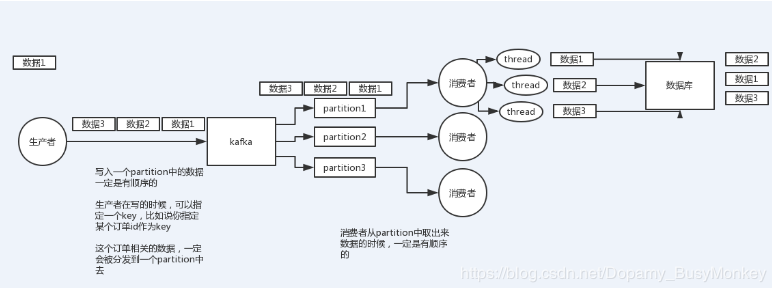 数据1
生产者
数据3
数据2
数据1
kafka
写入一个partition中的数据
一定是有顺序的
生产者在写的时候，可以指
定一个key，比如说你指定
某个订单id作为key
这个订单相关的数据，一定
会被分发到一个partition中
去
数据3
数据2
数据1
partition1
partition2
partition3
消费者
消费者
消费者
消费者从partition中取出来
数据的时候，一定是有顺序
的
thread
thread
thread
数据1
数据2
数据3
数据库
数据2
数据1
数据3
https://blog.csdn.net/Dopamy_BusyMonkey